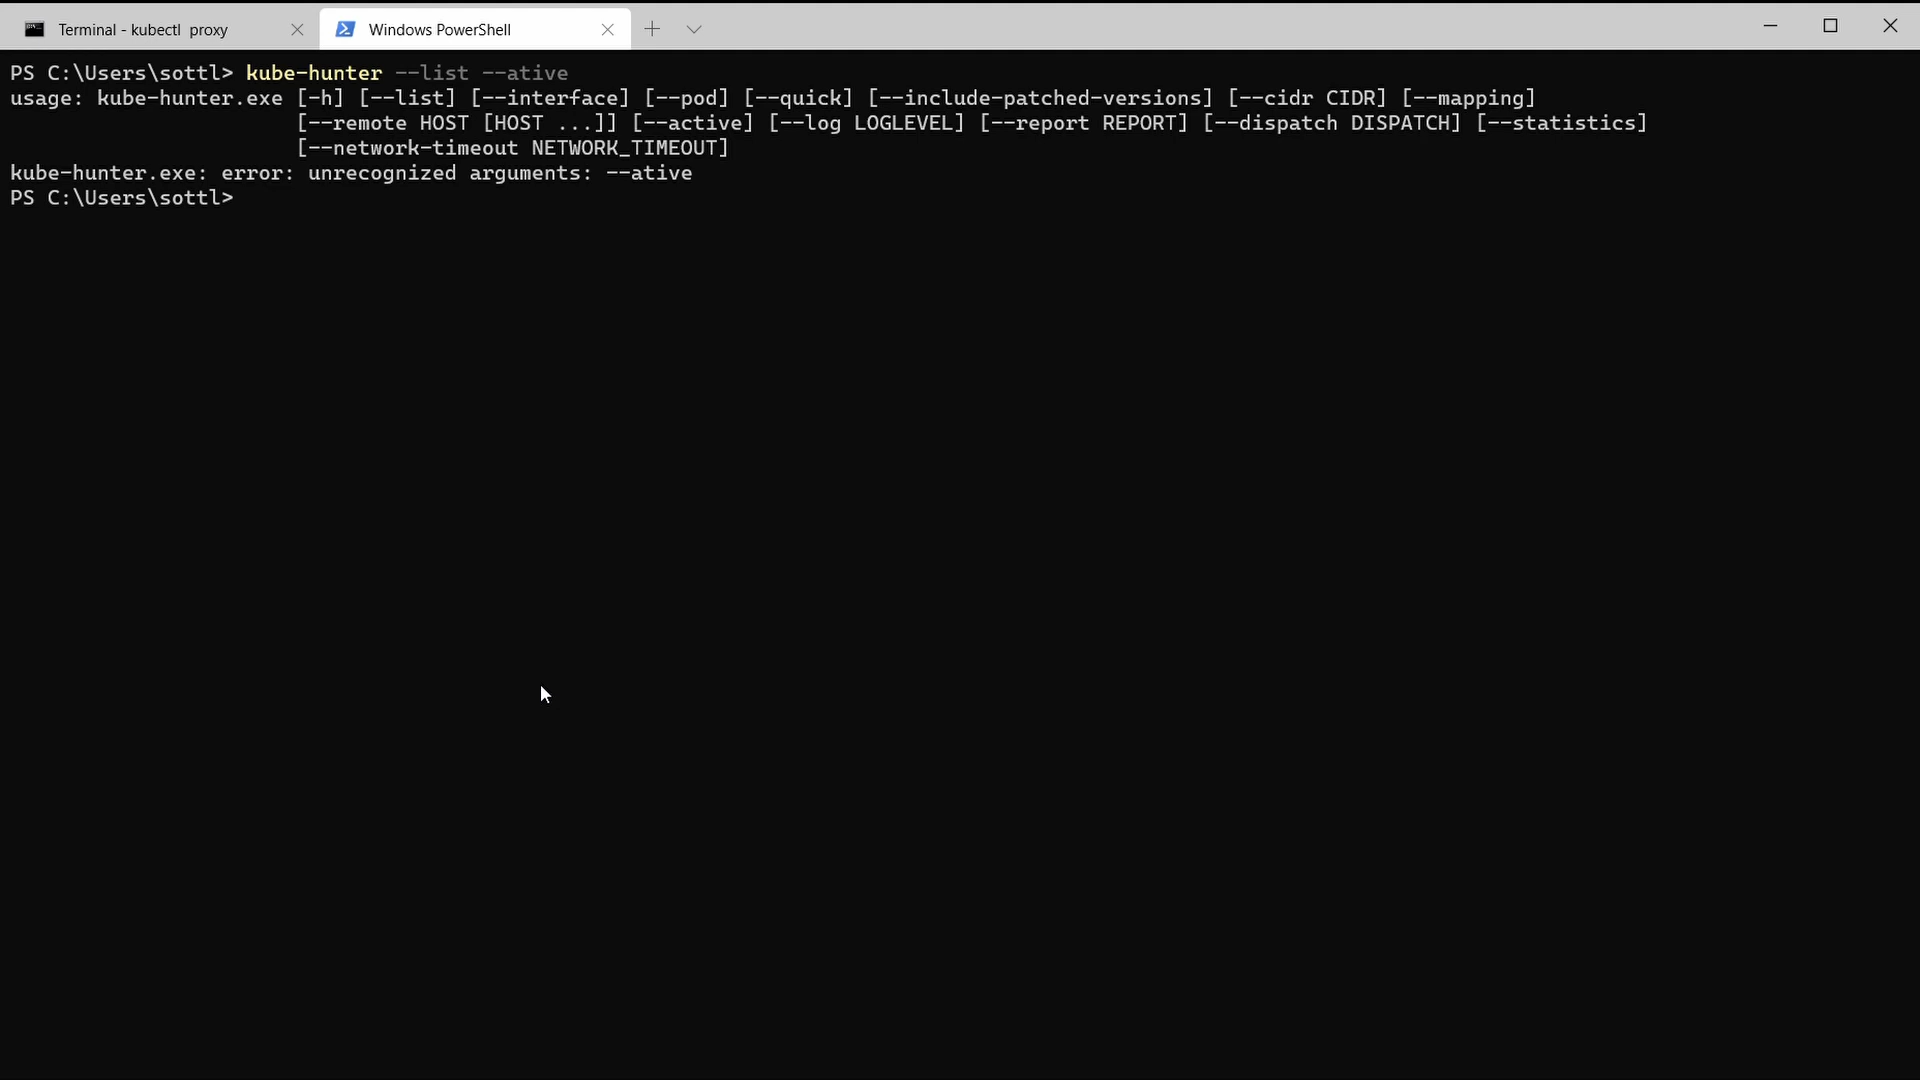 Terminal - kubectl proxy
Windows PowerShell
PS C:\Users\sottl> kube-hunter --list --ative
usage: kube-hunter.exe [-h] [--list] [--interface] [--pod] [--quick] [--include-patched-versions] [--cidr CIDR] [--mapping]
[--remote HOST [HOST ...]] [--active] [--log LOGLEVEL] [--report REPORT] [--dispatch DISPATCH] [--statistics]
[--network-timeout NETWORK_TIMEOUT]
kube-hunter.exe: error: unrecognized arguments: --ative
PS C:\Users\sottl>